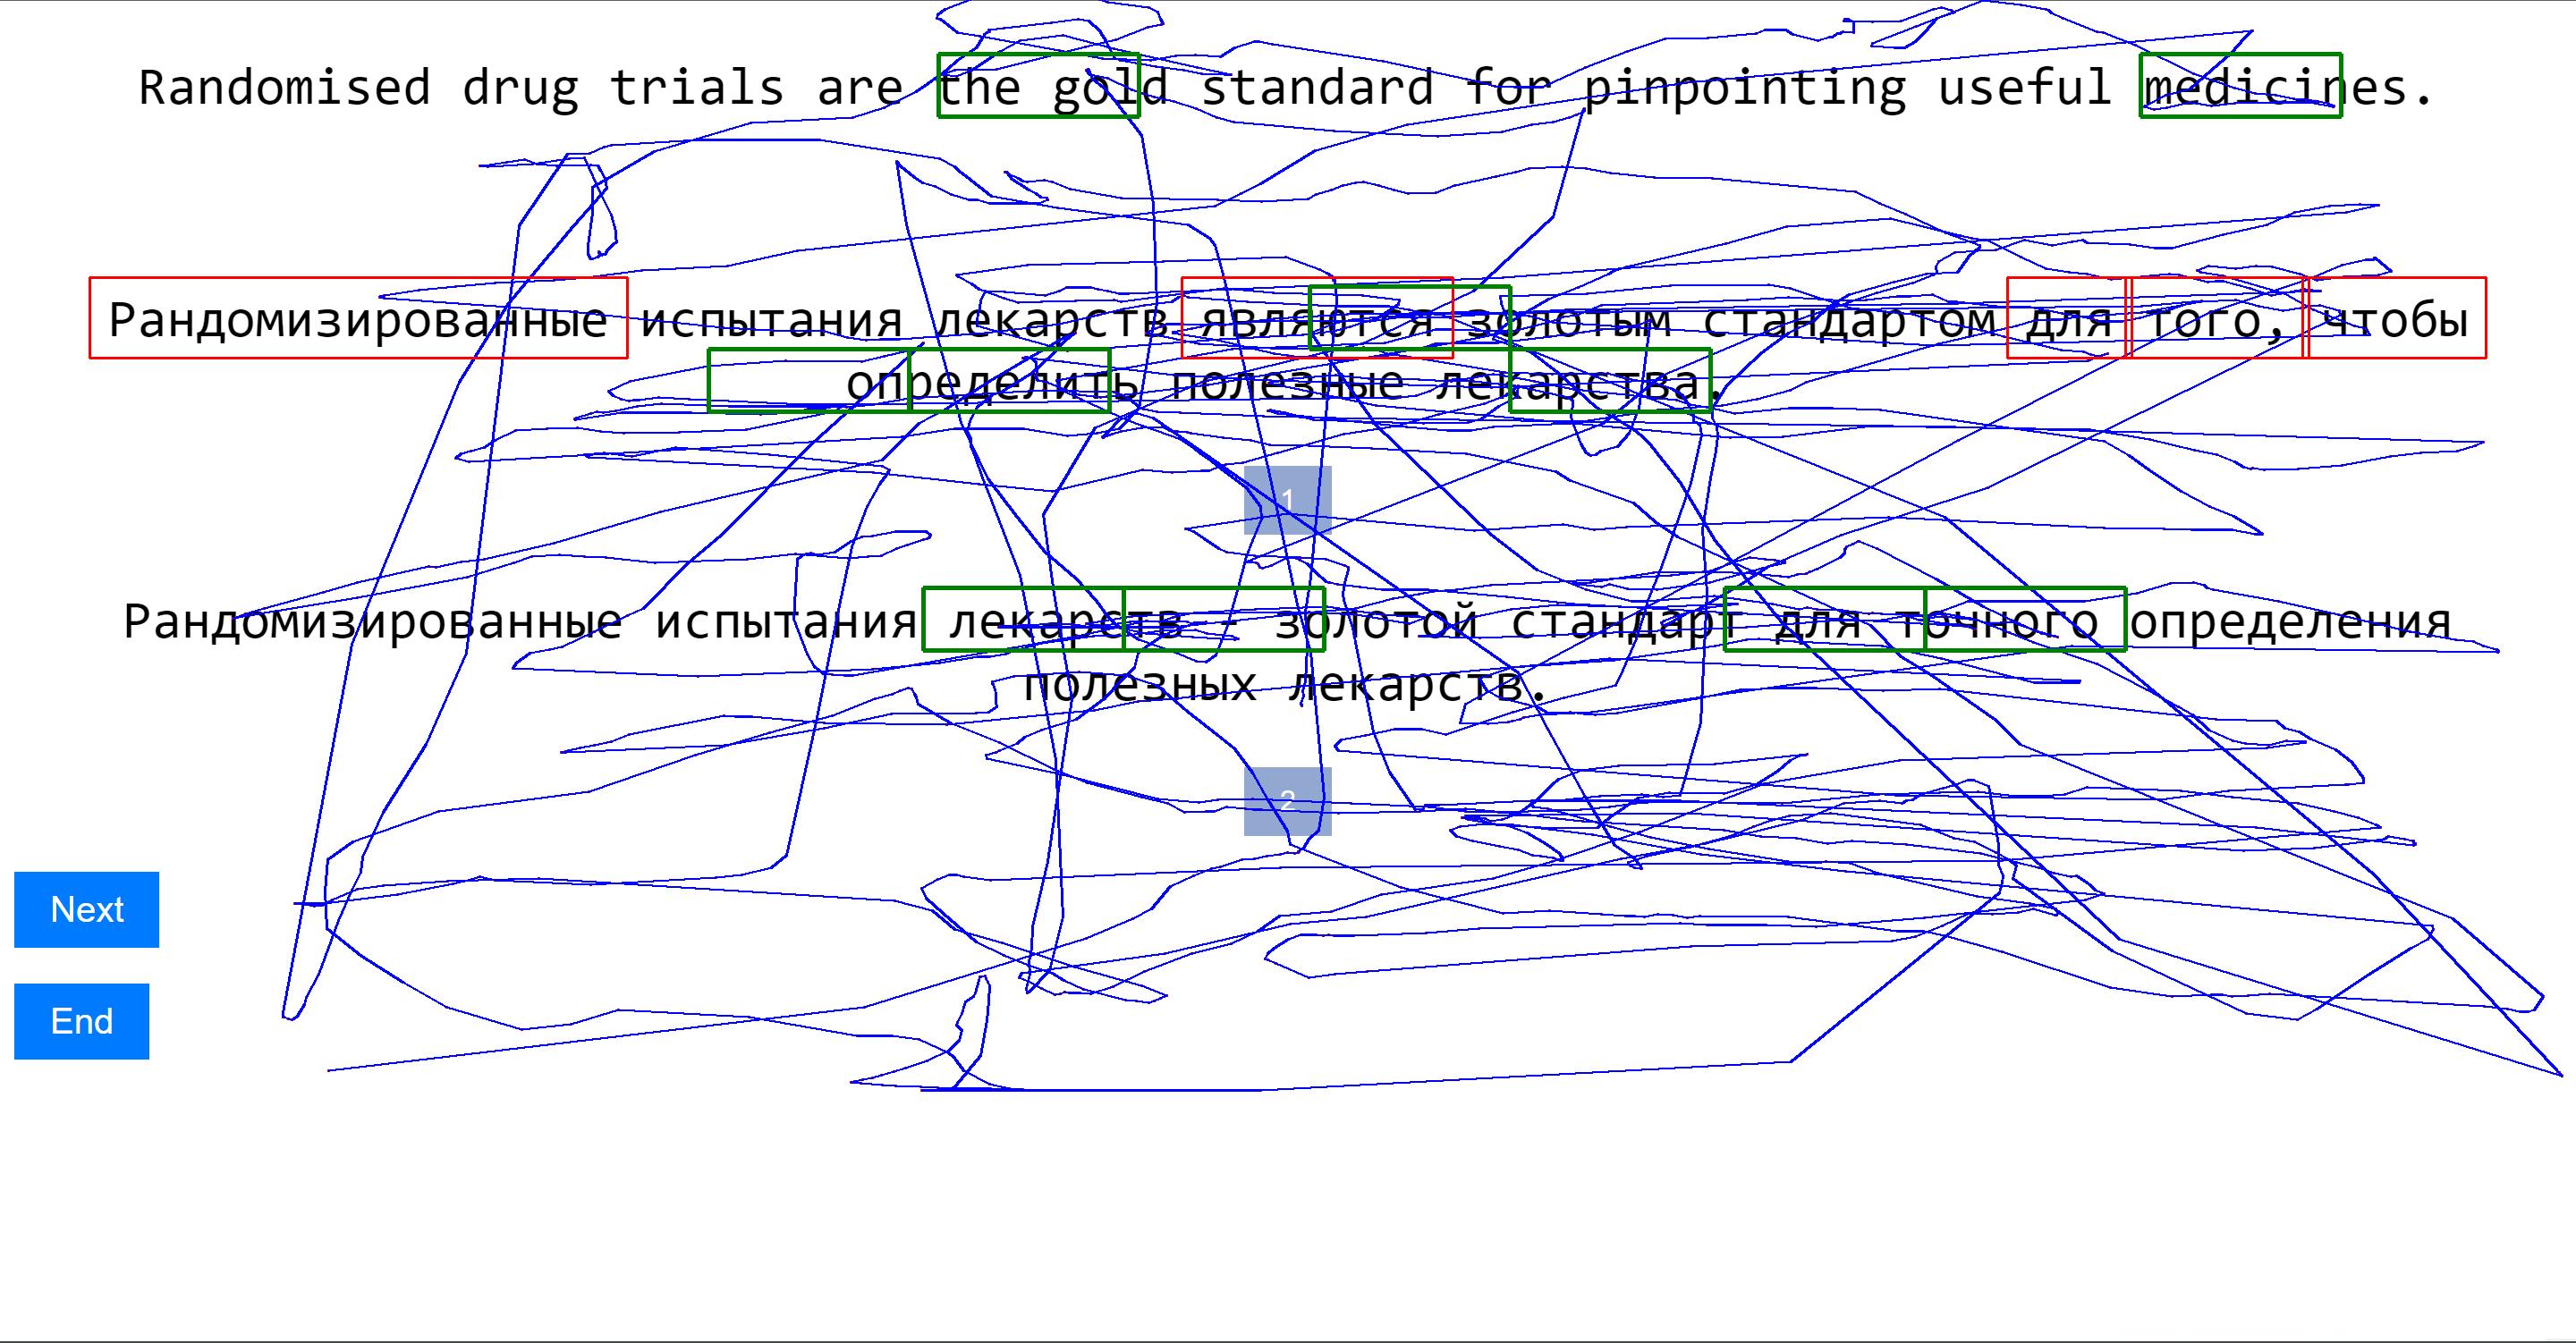 Randomised drug trials are the gold standard for pinpointing useful medicines.
Рандомизированные испытания лекарств являются золотым стандартом для того, чтобы
определить полезные лекарства.
1
Рандомизированные испытания лекарств - золотой стандарт для точного определения
полезных лекарств.
2
Next
End